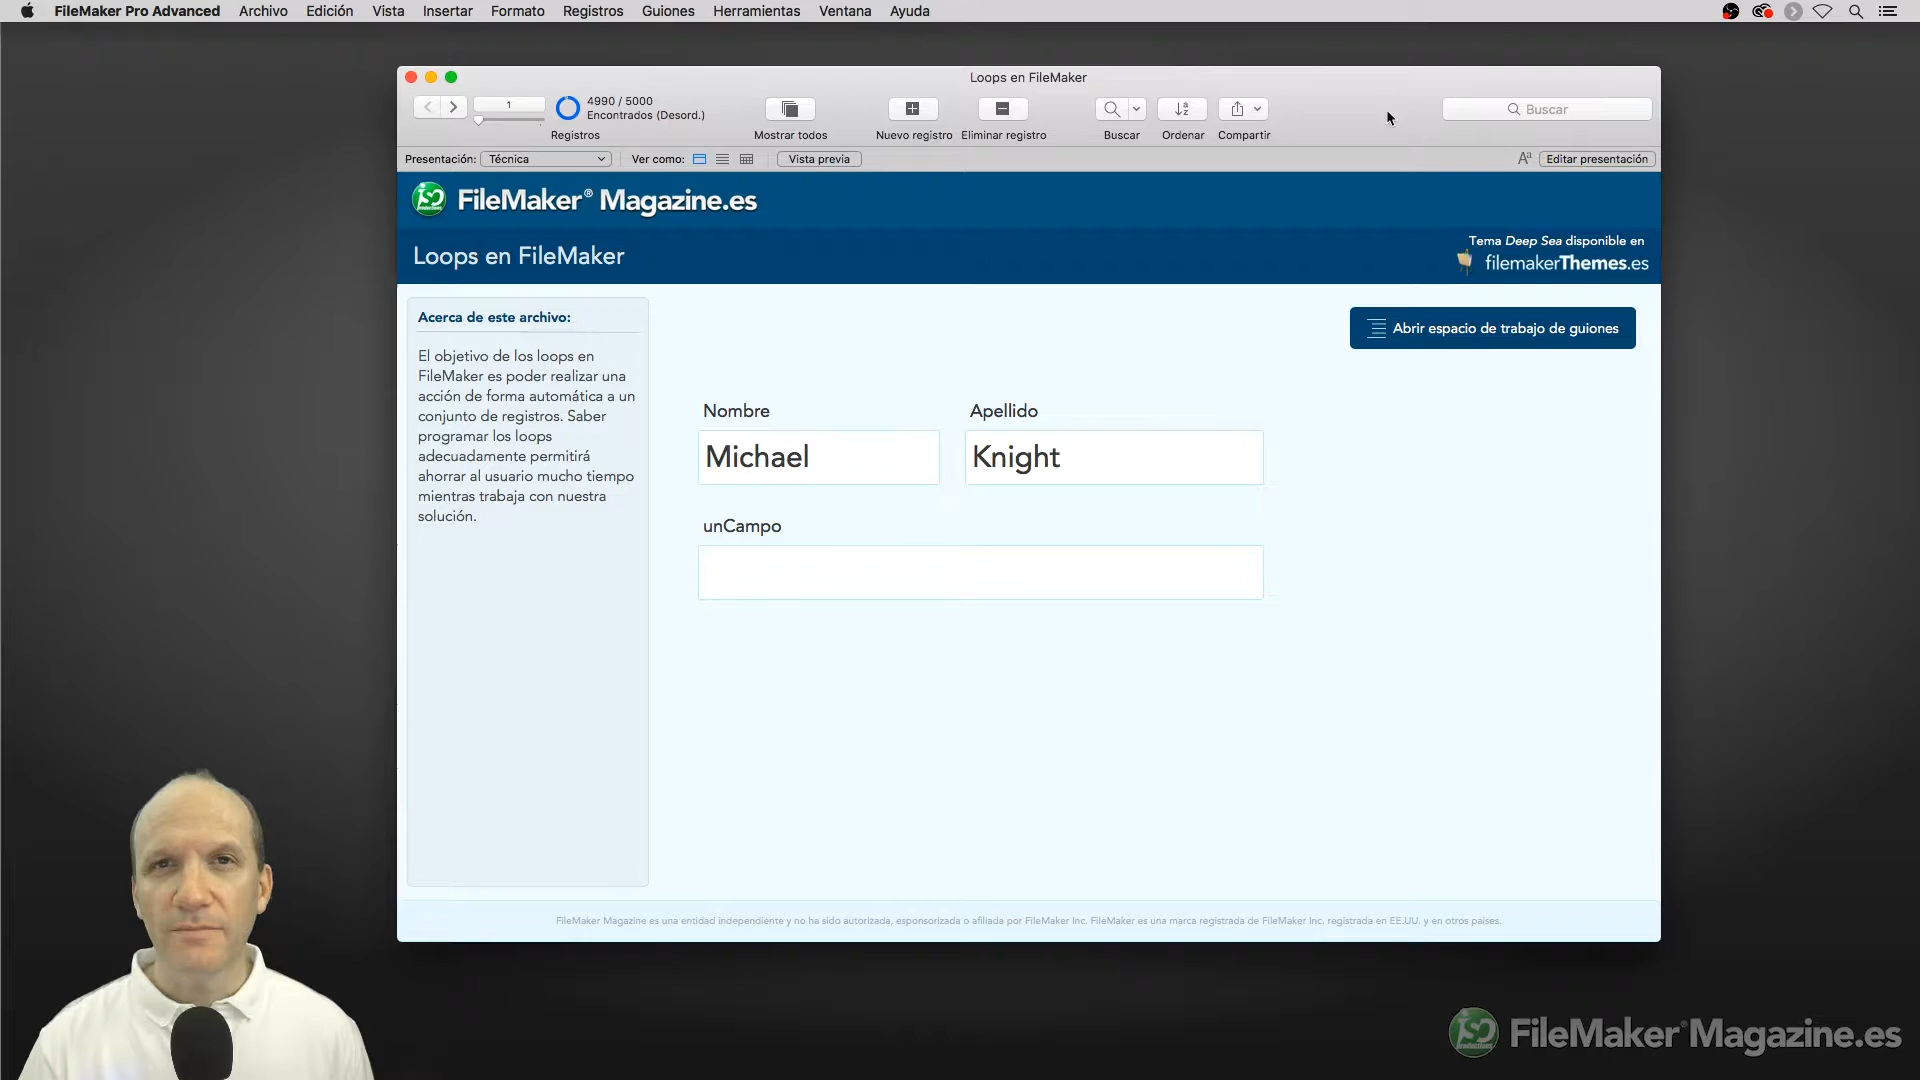 FileMaker Pro Advanced Archivo Edición Vista Insertar Formato Registros Guiones Herramientas Ventana Ayuda
Loops en FileMaker
1
4990 / 5000
Encontrados (Desord.)
Registros
Mostrar todos
Nuevo registro
Eliminar registro
Buscar
Ordenar
Compartir
Buscar
Presentación: Técnica
Ver como:
Vista previa
Aª
Editar presentación
FileMaker® Magazine.es
Loops en FileMaker
Tema Deep Sea disponible en
filemakerThemes.es
Acerca de este archivo:
El objetivo de los loops en
FileMaker es poder realizar una
acción de forma automática a un
conjunto de registros. Saber
programar los loops
adecuadamente permitirá
ahorrar al usuario mucho tiempo
mientras trabaja con nuestra
solución.
Abrir espacio de trabajo de guiones
Nombre
Apellido
Michael
Knight
unCampo
FileMaker Magazine es una entidad independiente y no ha sido autorizada, esponsorizada o afiliada por FileMaker Inc. FileMaker es una marca registrada de FileMaker Inc. registrada en EE.UU. y en otros países.
FileMaker® Magazine.es